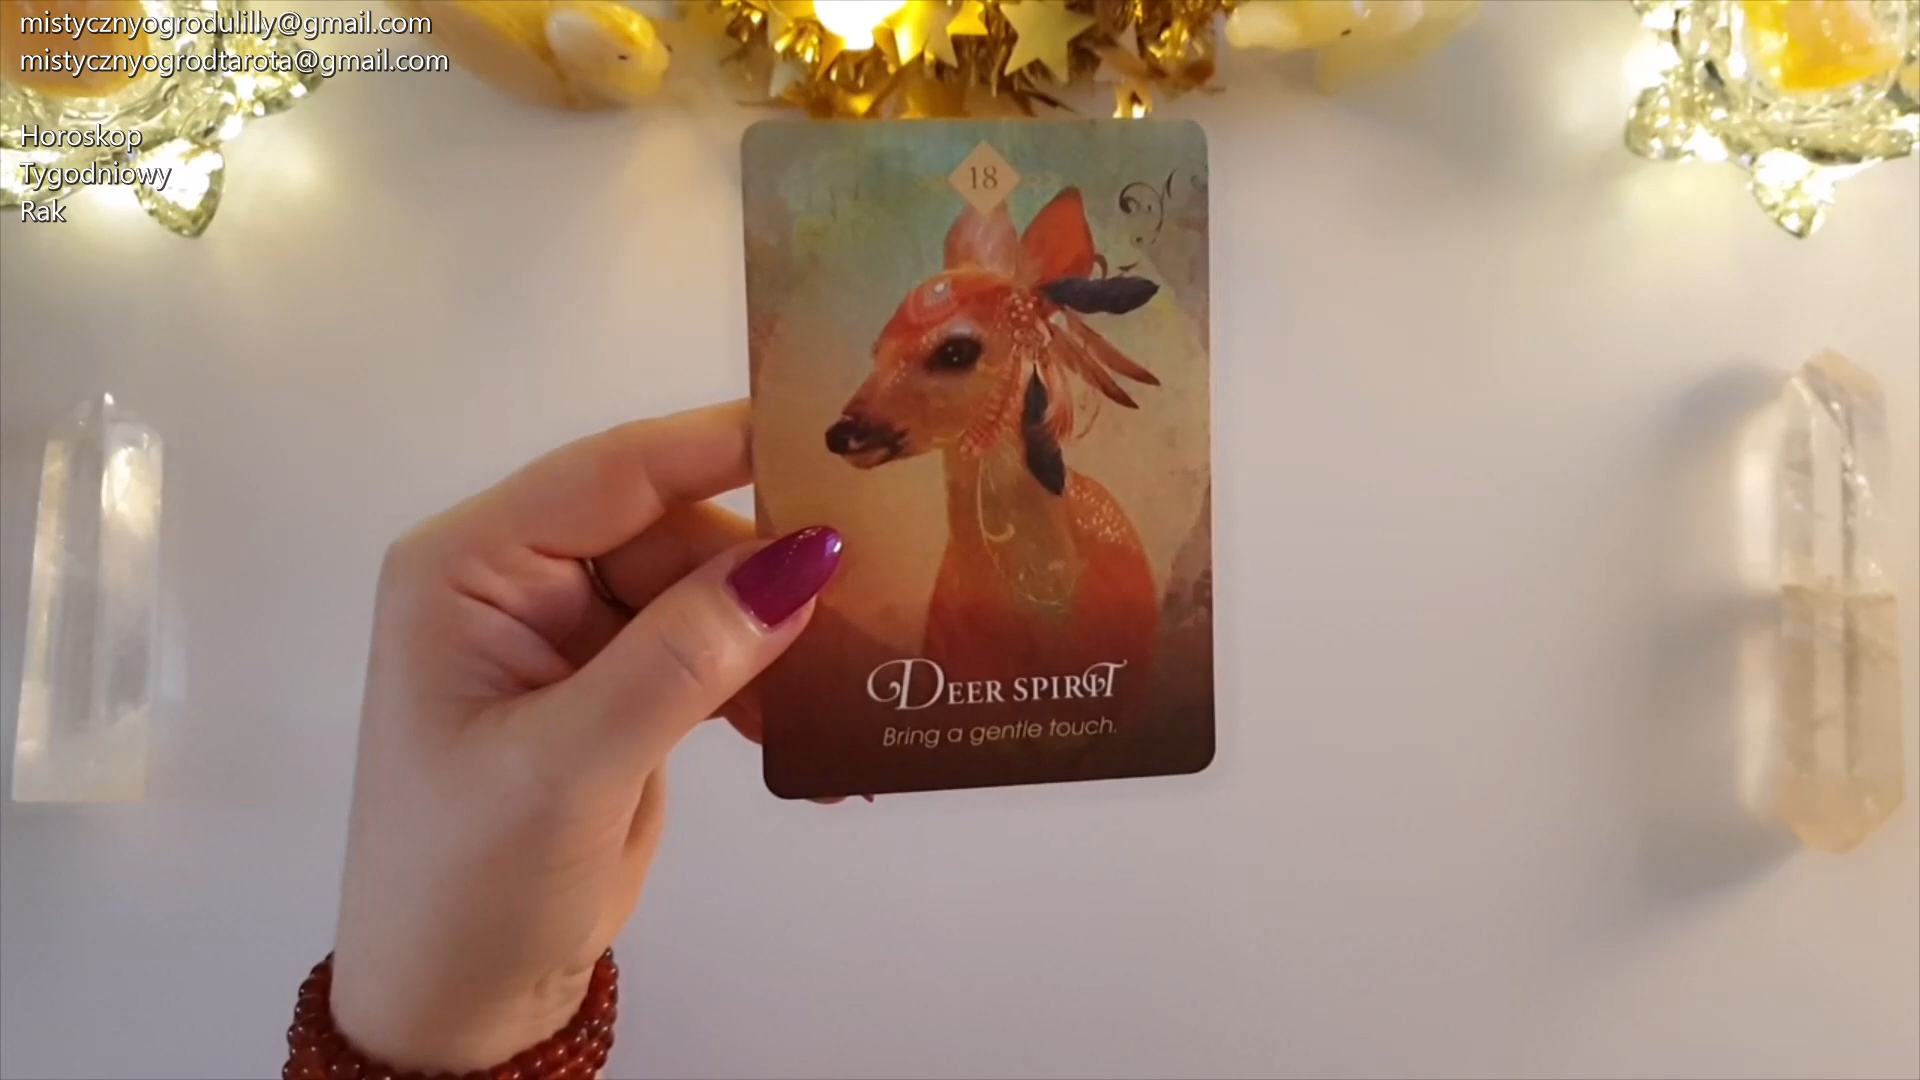 mistycznyogrodulilly@gmail.com
mistycznyogrodtarota@gmail.com
Horoskop
Tygodniowy
Rak
18
DEER SPIRIT
Bring a gentle touch.